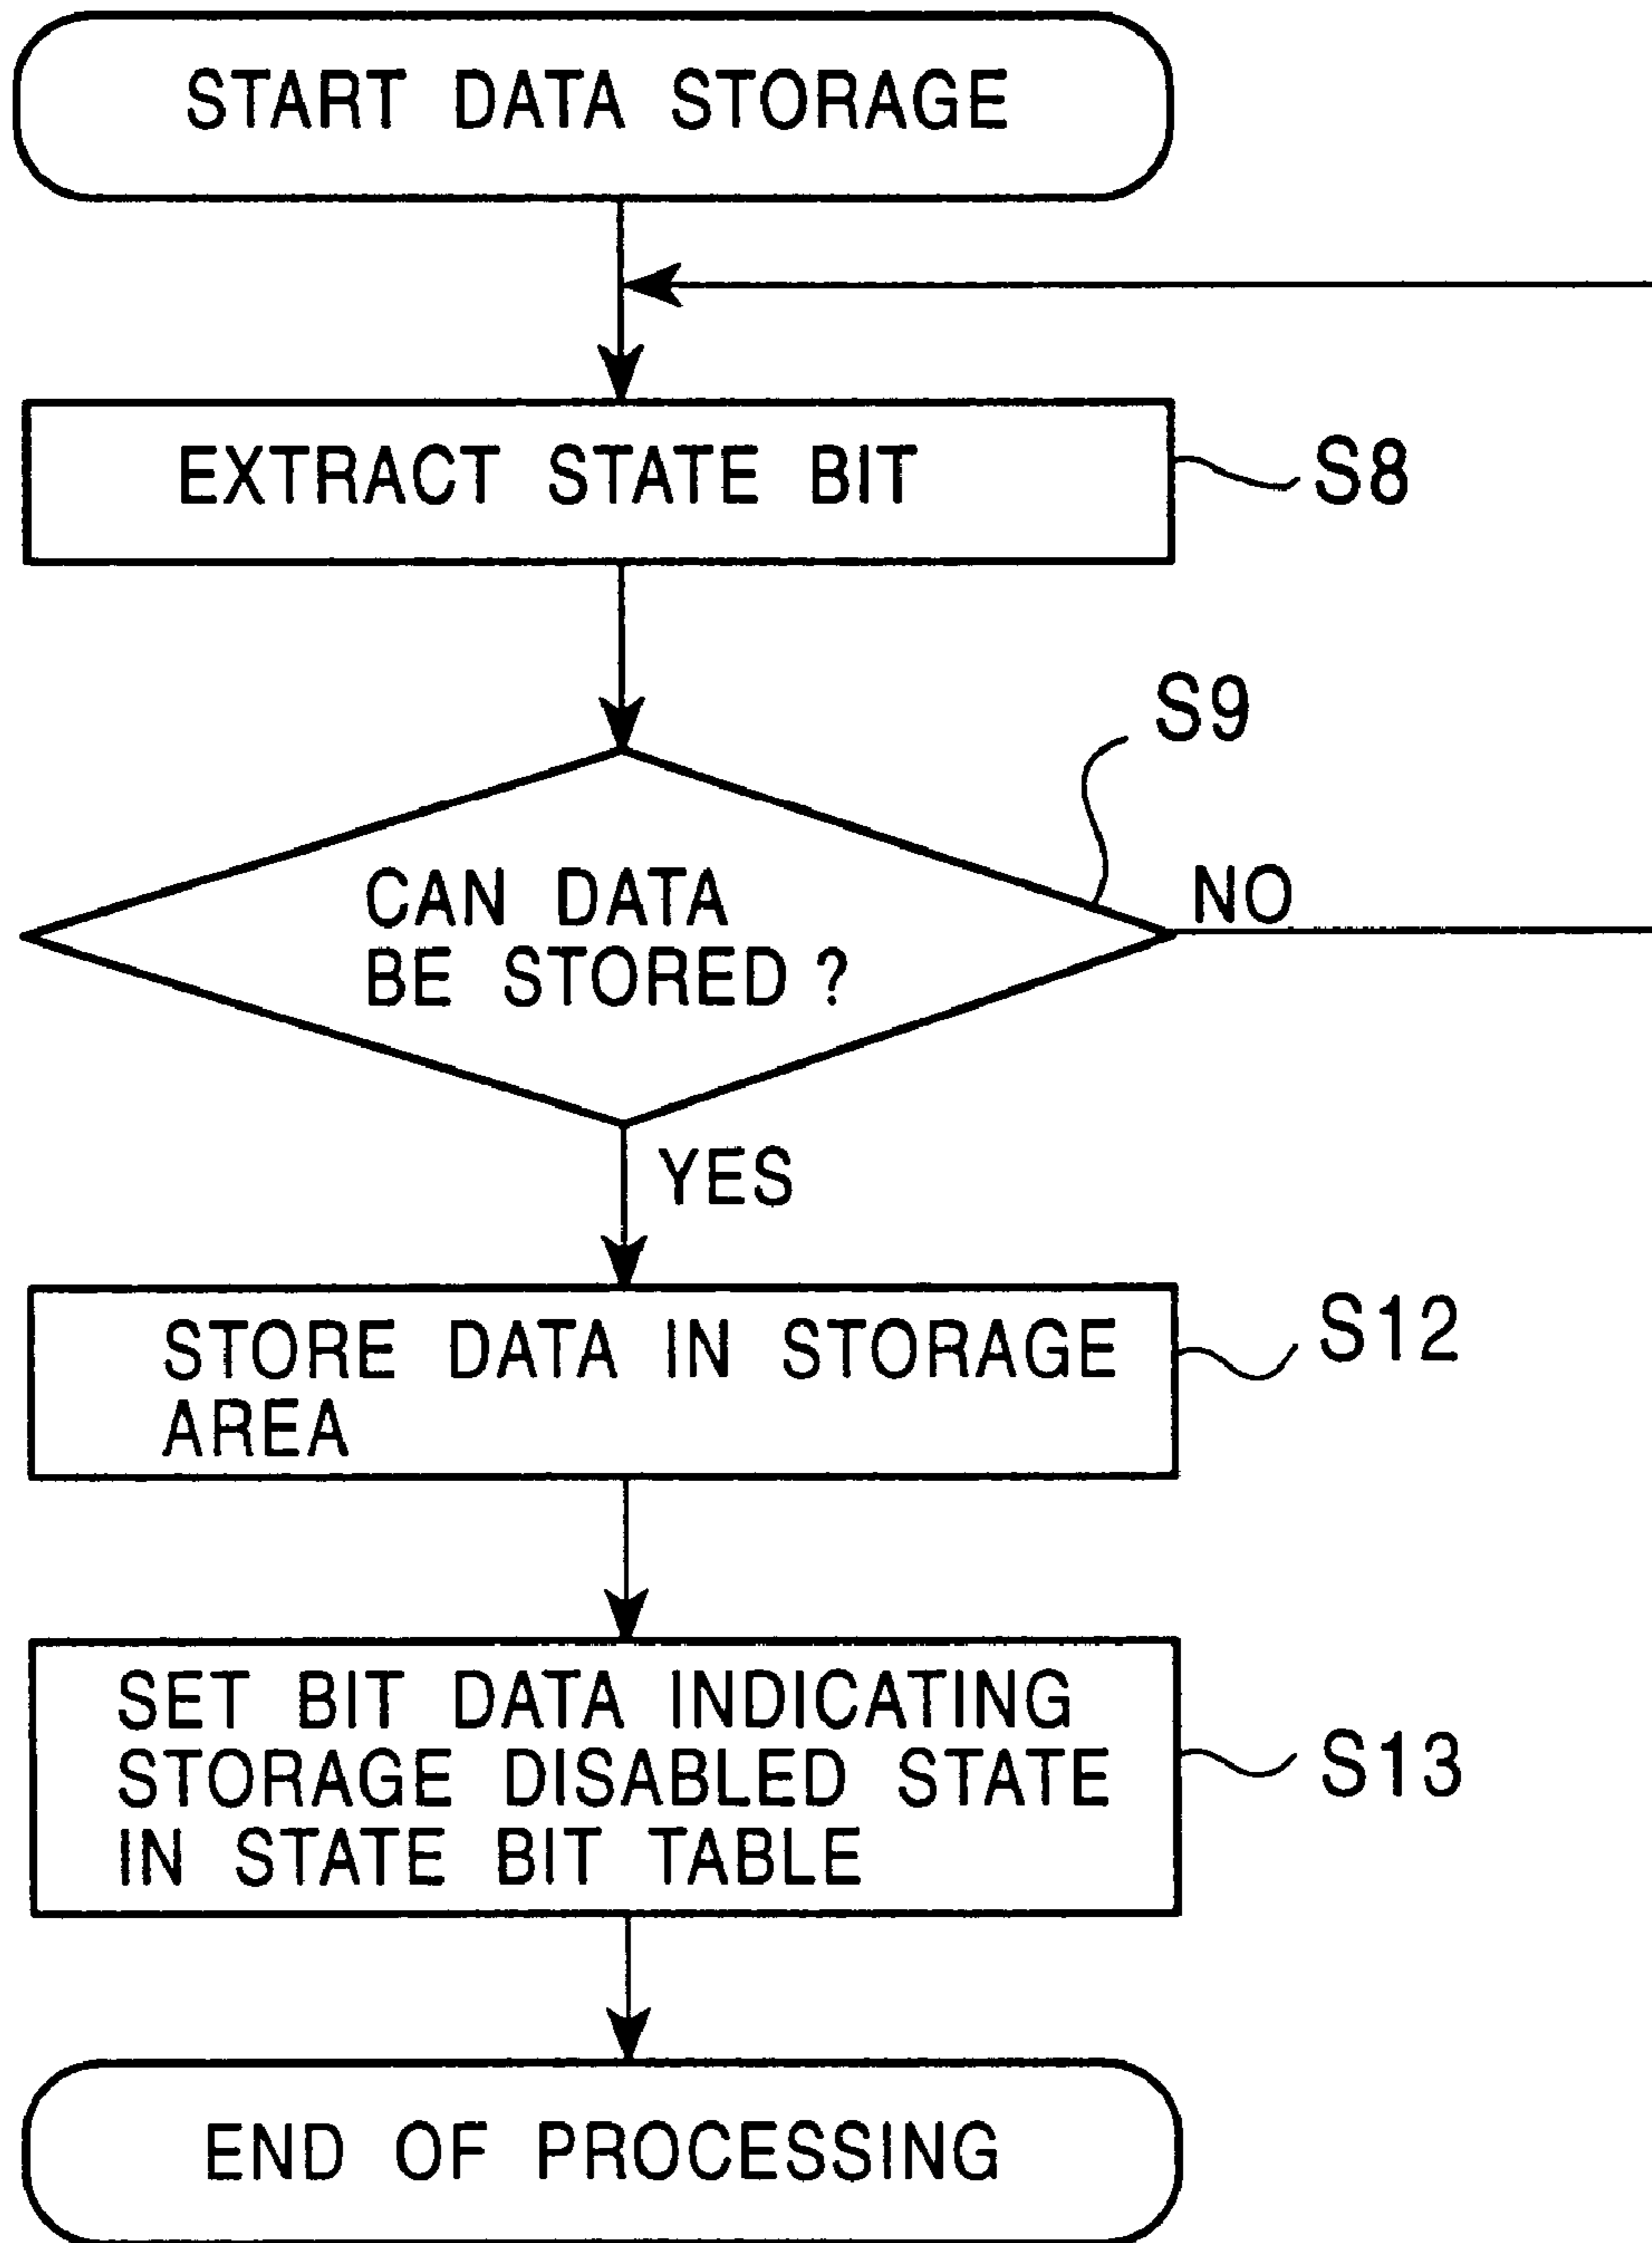 START DATA STORAGE
EXTRACT STATE BIT
S8
S9
CAN DATA
BE STORED ?
NO
YES
STORE DATA IN STORAGE
AREA
S12
SET BIT DATA INDICATING
STORAGE DISABLED STATE
IN STATE BIT TABLE
S13
END OF PROCESSING